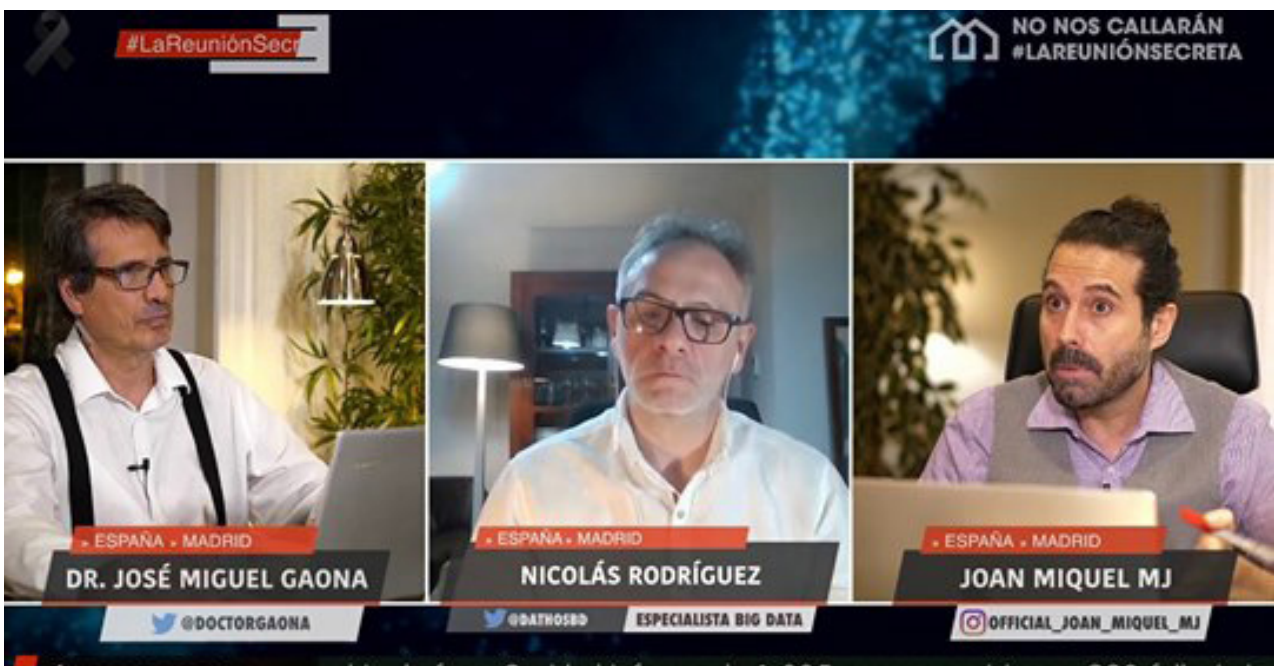 #LaReuniónSecr
NO NOS CALLARÁN
#LAREUNIÓNSECRETA
» ESPAÑA » MADRID
DR. JOSÉ MIGUEL GAONA
@DOCTORGAONA
» ESPAÑA » MADRID
NICOLÁS RODRÍGUEZ
@DATHOSBD
ESPECIALISTA BIG DATA
» ESPAÑA » MADRID
JOAN MIQUEL MJ
OFFICIAL_JOAN_MIQUEL_MJ